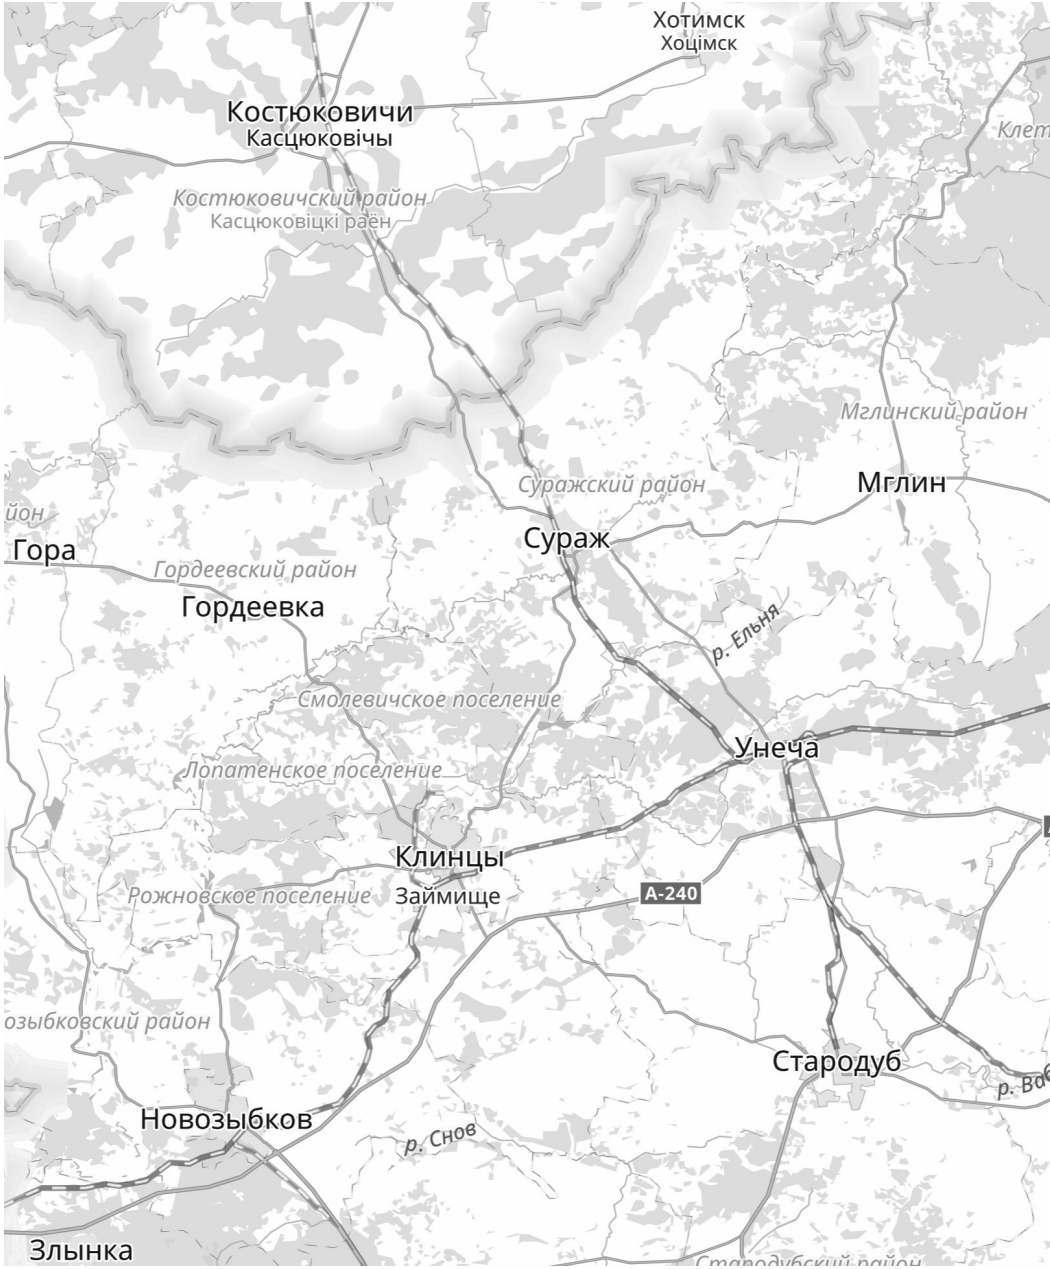 Хотимск
Хоцімск
Костюковичи
Касцюковічы
Костюковичский район
Касцюковіцкі раён
Клет
Мглинский район
Мглин
Суражский район
Сураж
йон
Гора
Гордеевский район
Гордеевка
р. Ельня
Смолевичское поселение
Унеча
Лопатенское поселение
Клинцы
А-240
Рожновское поселение
Займище
озыбковский район
Стародуб
р. Ваб
Новозыбков
р. Снов
Злынка
Стародубский район